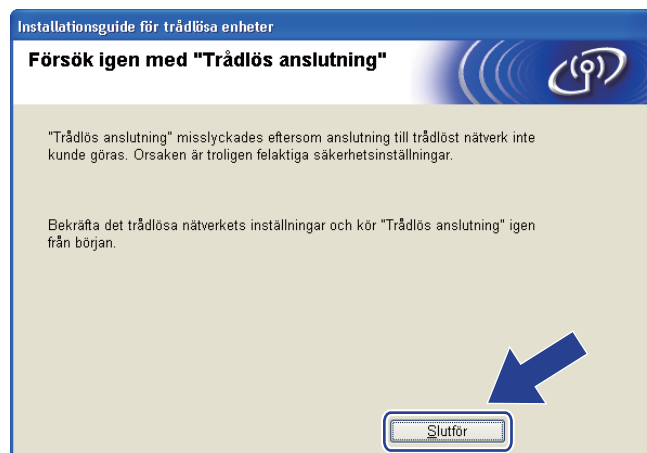 Installationsguide för trådlösa enheter
Försök igen med "Trådlös anslutning"
"Trådlös anslutning" misslyckades eftersom anslutning till trådlöst nätverk inte
kunde göras. Orsaken är troligen felaktiga säkerhetsinställningar.
Bekräfta det trådlösa nätverkets inställningar och kör "Trådlös anslutning" igen
från början.
Slutför